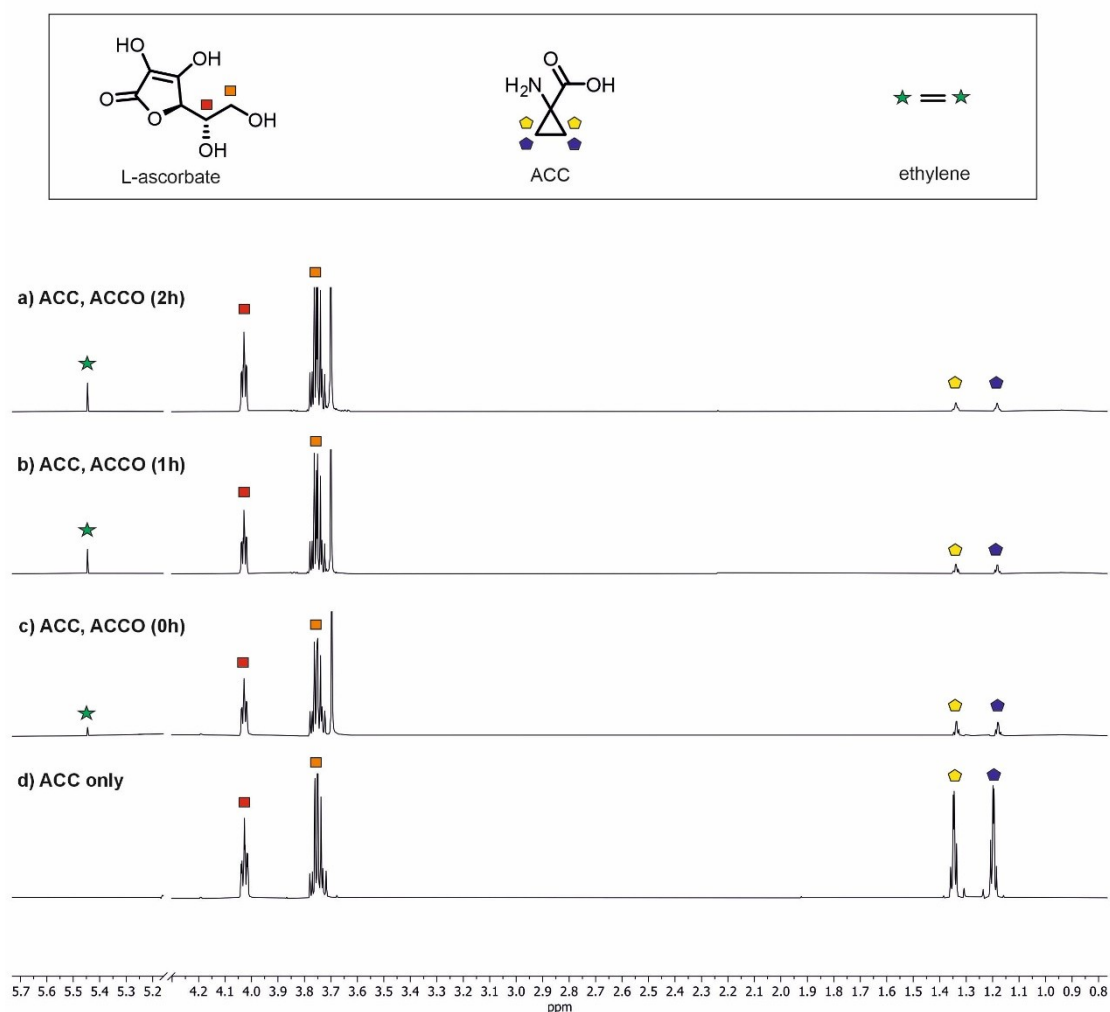 HO
OH
O
O
OH
OH
L-ascorbate
O
H₂N
OH
ACC
ethylene
a) ACC, ACCO (2h)
b) ACC, ACCO (1h)
c) ACC, ACCO (0h)
d) ACC only
5.7 5.6 5.5 5.4 5.3 5.2 4.2 4.1 4.0 3.9 3.8 3.7 3.6 3.5 3.4 3.3 3.2 3.1 3.0 2.9 2.8 2.7 2.6 2.5 2.4 2.3 2.2 2.1 2.0 1.9 1.8 1.7 1.6 1.5 1.4 1.3 1.2 1.1 1.0 0.9 0.8
ppm